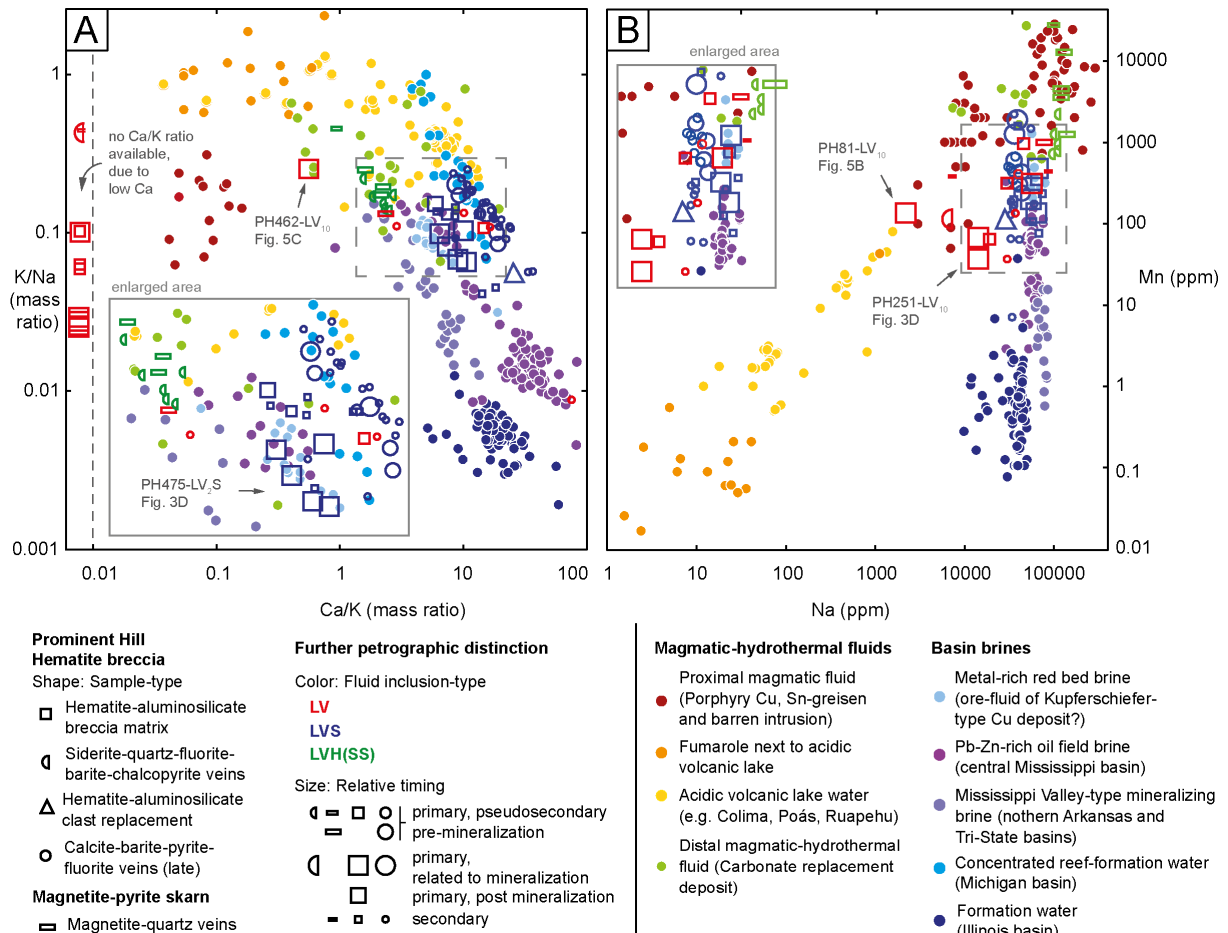 A
B
1
0.1
0.01
0.001
K/Na
(mass
ratio)
no Ca/K ratio
available,
due to
low Ca
PH462-LV10
Fig. 5C
enlarged area
PH475-LV2S
Fig. 3D
0.01
0.1
1
10
100
Ca/K (mass ratio)
enlarged area
PH81-LV10
Fig. 5B
PH251-LV10
Fig. 3D
10000
1000
100
Mn (ppm)
10
1
0.1
0.01
1
10
100
1000
10000
100000
Na (ppm)
Prominent Hill
Hematite breccia
Shape: Sample-type
Hematite-aluminosilicate
breccia matrix
Siderite-quartz-fluorite-
barite-chalcopyrite veins
Hematite-aluminosilicate
clast replacement
Calcite-barite-pyrite-
fluorite veins (late)
Magnetite-pyrite skarn
Magnetite-quartz veins
Further petrographic distinction
Color: Fluid inclusion-type
LV
LVS
LVH(SS)
Size: Relative timing
primary, pseudosecondary
pre-mineralization
primary,
related to mineralization
primary, post mineralization
secondary
Magmatic-hydrothermal fluids
Proximal magmatic fluid
(Porphyry Cu, Sn-greisen
and barren intrusion)
Fumarole next to acidic
volcanic lake
Acidic volcanic lake water
(e.g. Colima, Poás, Ruapehu)
Distal magmatic-hydrothermal
fluid (Carbonate replacement
deposit)
Basin brines
Metal-rich red bed brine
(ore-fluid of Kupferschiefer-
type Cu deposit?)
Pb-Zn-rich oil field brine
(central Mississippi basin)
Mississippi Valley-type mineralizing
brine (nothern Arkansas and
Tri-State basins)
Concentrated reef-formation water
(Michigan basin)
Formation water
(Illinois basin)